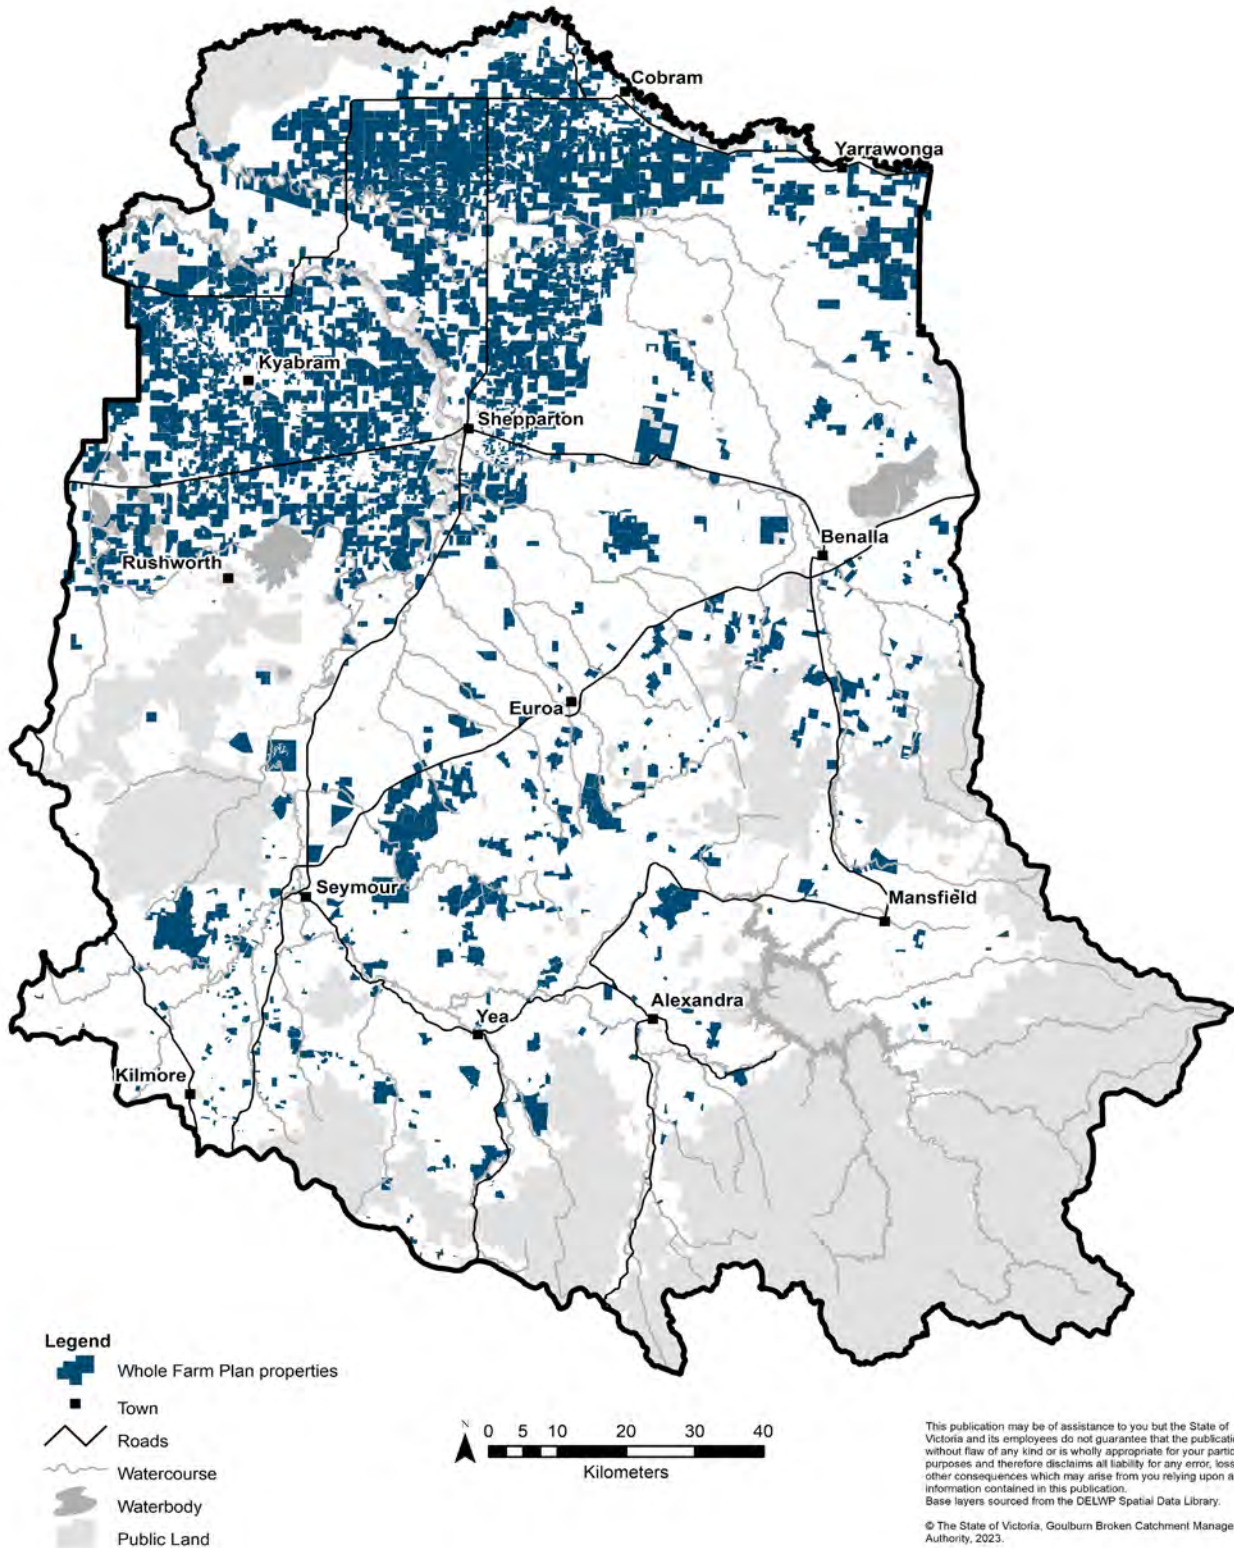 Cobram
Yarrawonga
Kyabram
Shepparton
Benalla
Rushworth
Euroa
Seymour
Mansfield
Alexandra
Yea
Kilmore
Legend
Whole Farm Plan properties
Town
Roads
Watercourse
Waterbody
Public Land
N
0 5 10 20 30 40
Kilometers
This publication may be of assistance to you but the State of
Victoria and its employees do not guarantee that the publicatio
without flaw of any kind or is wholly appropriate for your partic
purposes and therefore disclaims all liability for any error, loss
other consequences which may arise from you relying upon a
information contained in this publication.
Base layers sourced from the DELWP Spatial Data Library.
© The State of Victoria, Goulburn Broken Catchment Manage
Authority, 2023.